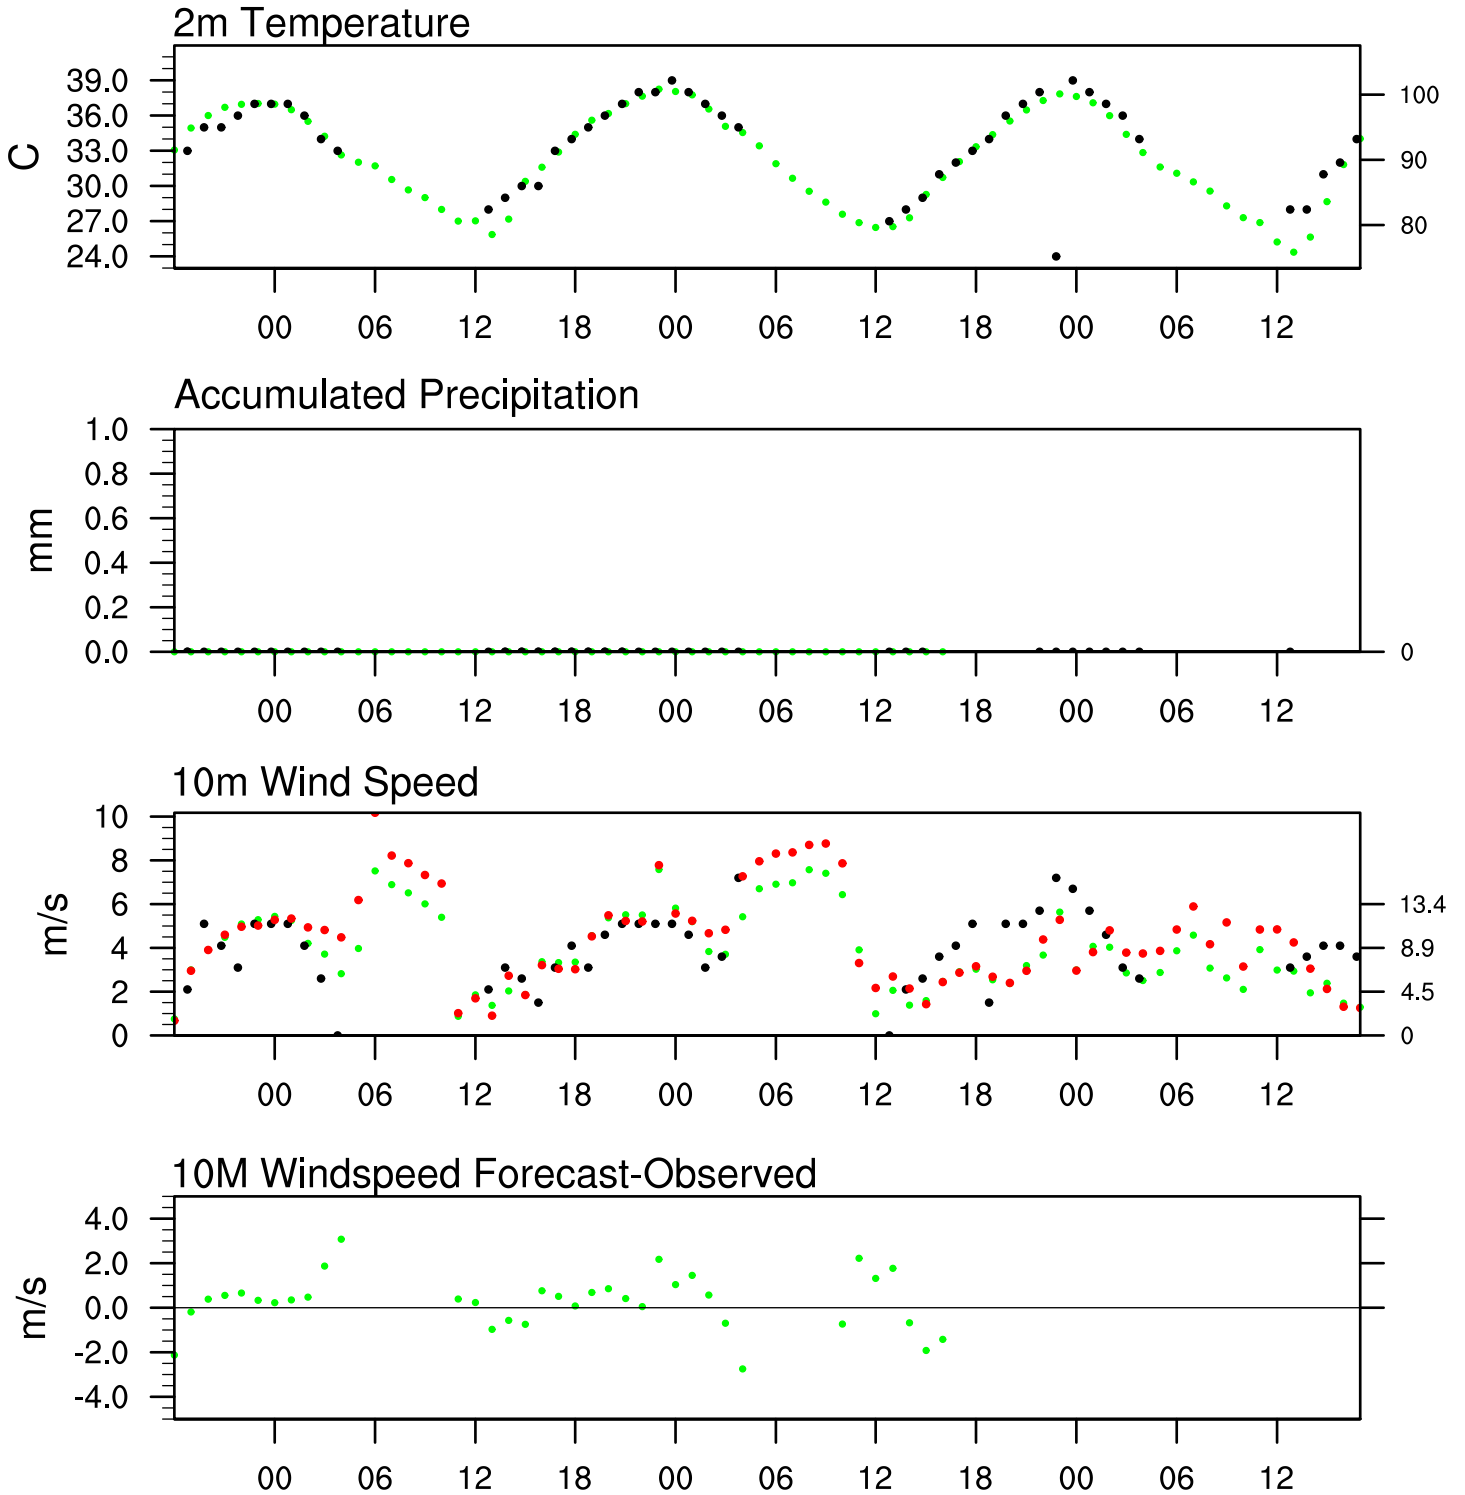 2m Temperature
39.0
36.0
33.0
30.0
27.0
24.0
C
100
90
80
00 06 12 18 00 06 12 18 00 06 12
Accumulated Precipitation
1.0
0.8
0.6
0.4
0.2
0.0
mm
0
00 06 12 18 00 06 12 18 00 06 12
10m Wind Speed
10
8
6
4
2
0
m/s
13.4
8.9
4.5
0
00 06 12 18 00 06 12 18 00 06 12
10M Windspeed Forecast-Observed
4.0
2.0
0.0
-2.0
-4.0
m/s
00 06 12 18 00 06 12 18 00 06 12